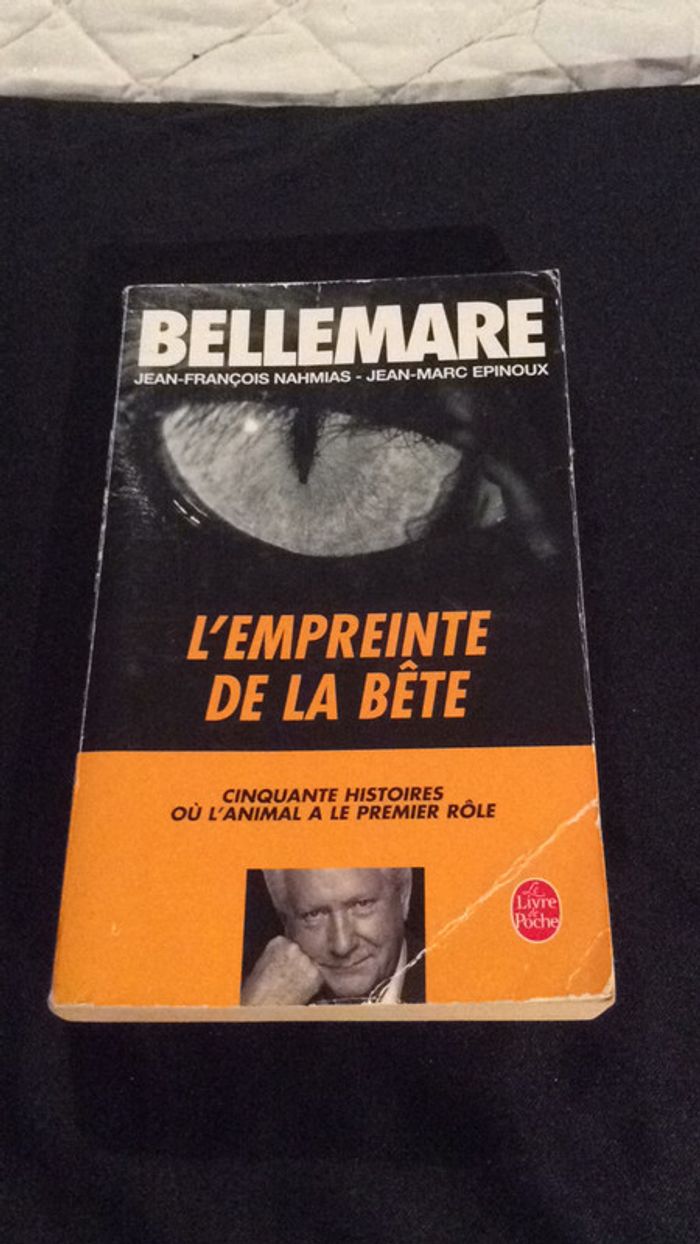 BELLEMARE
JEAN-FRANÇOIS NAHMIAS - JEAN-MARC EPINOUX
L'EMPREINTE
DE LA BÊTE
CINQUANTE HISTOIRES
OÙ L'ANIMAL A LE PREMIER RÔLE
Le
Livre
de
Poche